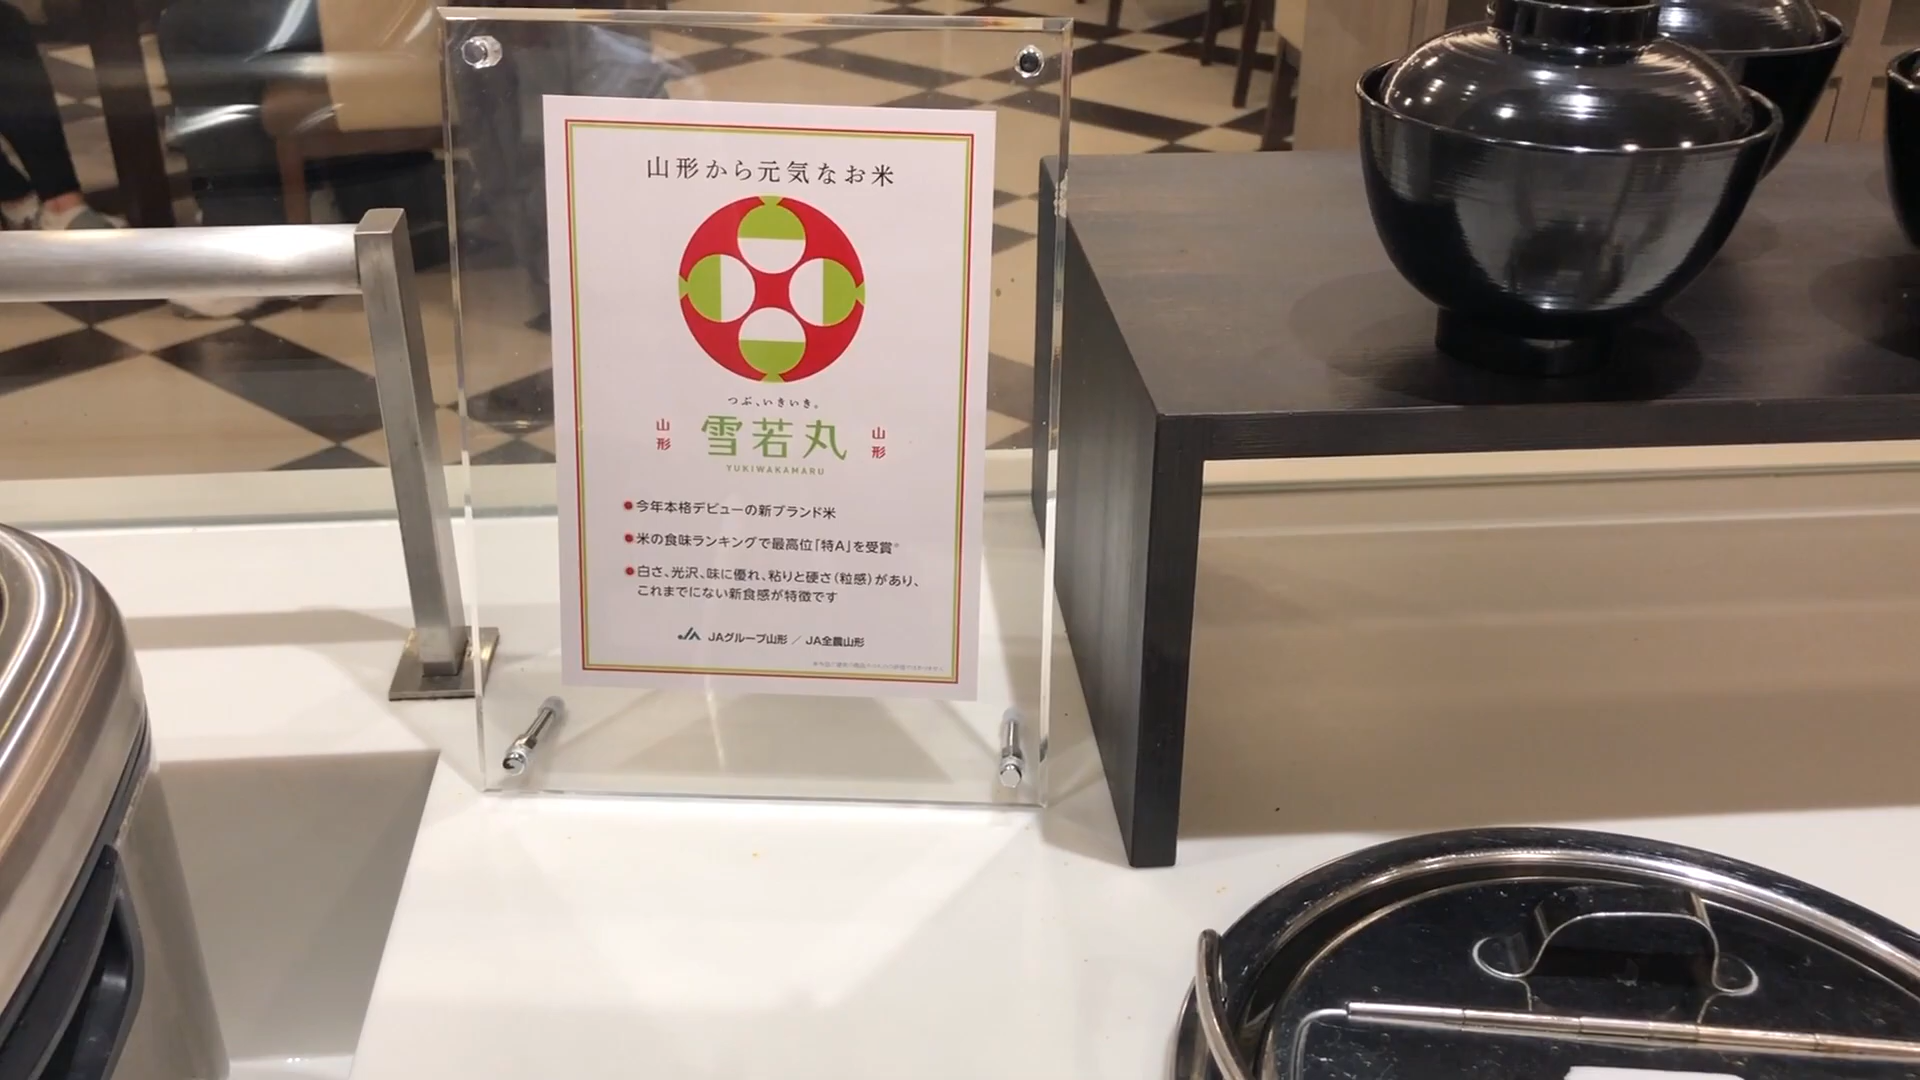 山形から元気なお米
つぶ、いきいき。
山形 雪若丸 山形
YUKIWAKAMARU
●今年本格デビューの新ブランド米
●米の食味ランキングで最高位「特A」を受賞※
●白さ、光沢、味に優れ、粘りと硬さ（粒感）があり、
これまでにない新食感が特徴です
JA JAグループ山形 ／ JA全農山形